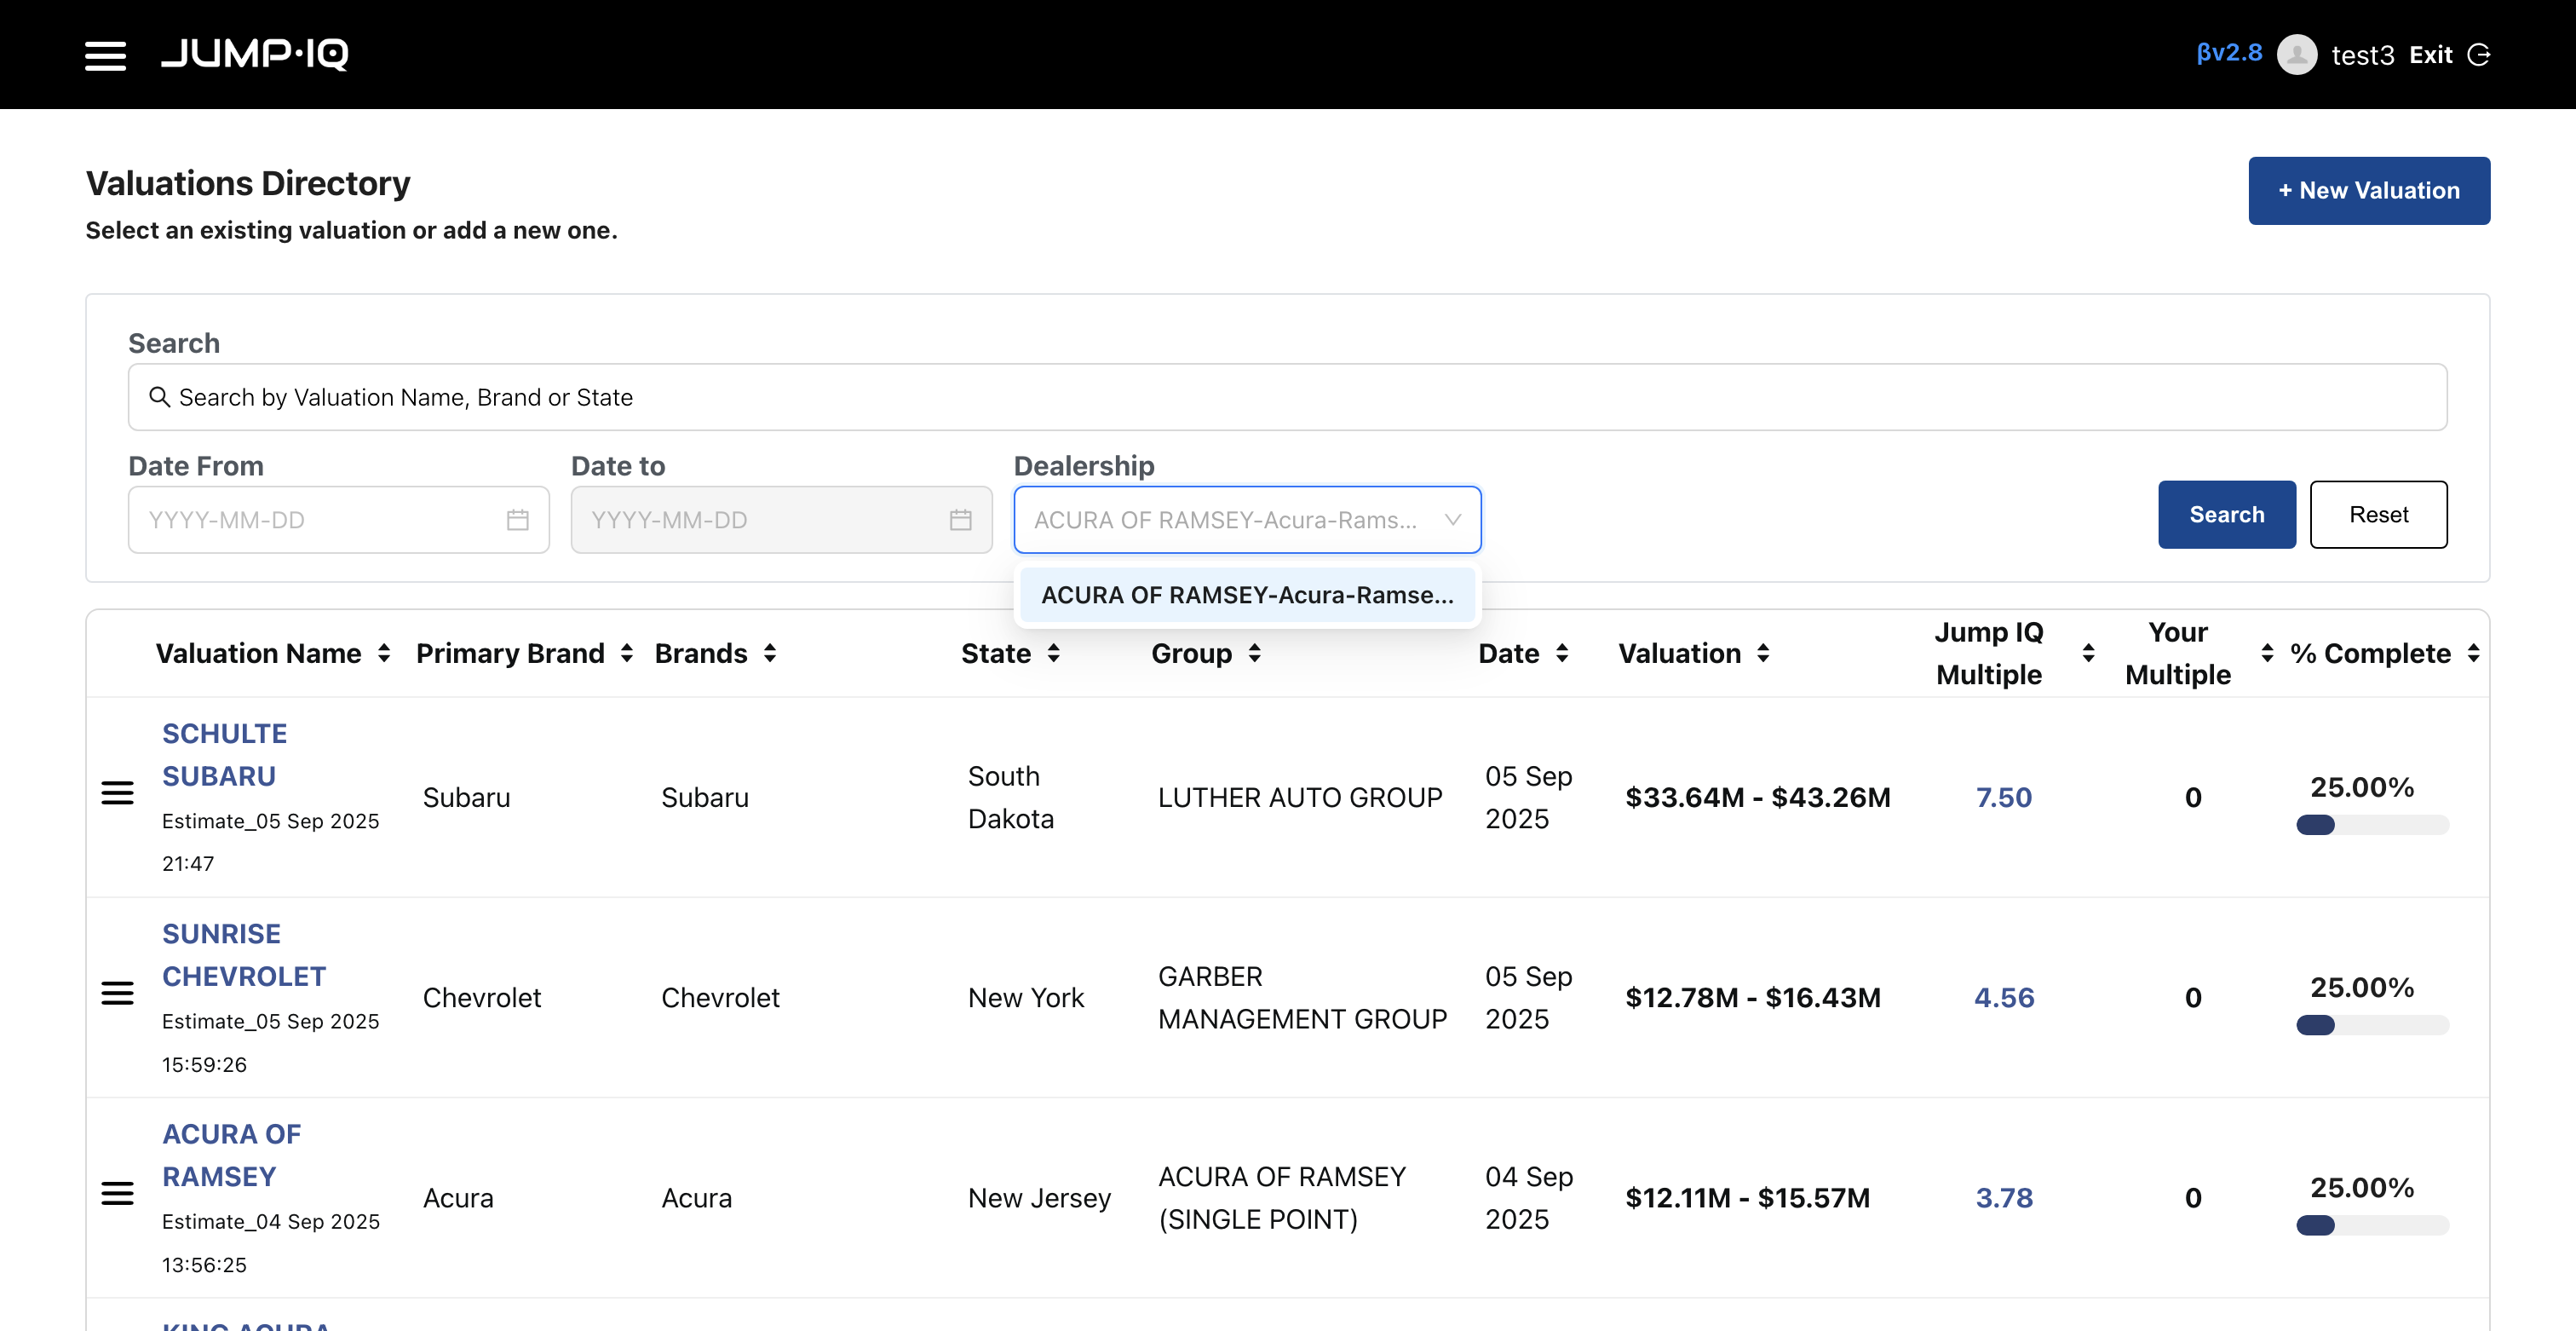 JUMP·IQ
βv2.8 test3 Exit
Valuations Directory
Select an existing valuation or add a new one.
+ New Valuation
Search
Search by Valuation Name, Brand or State
Date From Date to Dealership
YYYY-MM-DD YYYY-MM-DD ACURA OF RAMSEY-Acura-Rams... Search Reset
ACURA OF RAMSEY-Acura-Ramse...
Valuation Name Primary Brand Brands State Group Date Valuation Jump IQ Multiple Your Multiple % Complete
SCHULTE
SUBARU
Estimate_05 Sep 2025
21:47
Subaru
Subaru
South
Dakota
LUTHER AUTO GROUP
05 Sep
2025
$33.64M - $43.26M
7.50
0
25.00%
SUNRISE
CHEVROLET
Estimate_05 Sep 2025
15:59:26
Chevrolet
Chevrolet
New York
GARBER
MANAGEMENT GROUP
05 Sep
2025
$12.78M - $16.43M
4.56
0
25.00%
ACURA OF
RAMSEY
Estimate_04 Sep 2025
13:56:25
Acura
Acura
New Jersey
ACURA OF RAMSEY
(SINGLE POINT)
04 Sep
2025
$12.11M - $15.57M
3.78
0
25.00%
KING ACURA